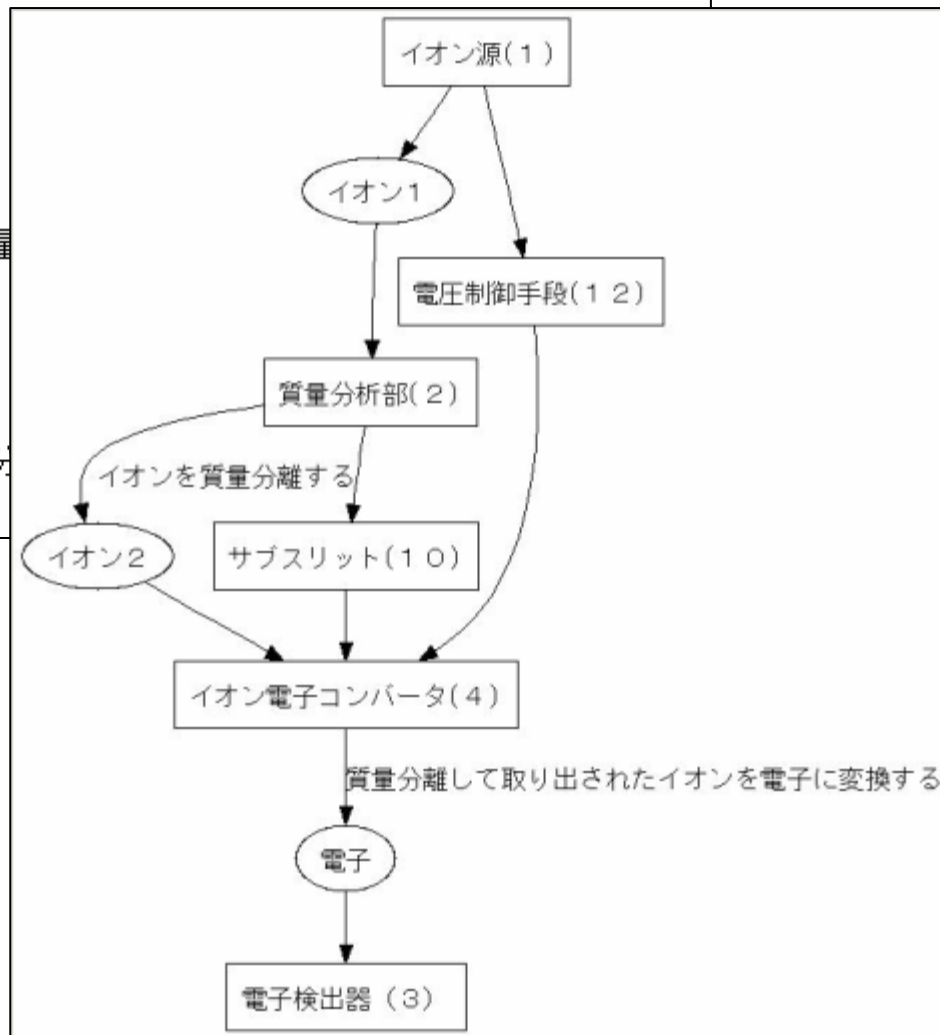 イオン源(１)
イオン１
電圧制御手段(１２)
質量分析部(２)
イオンを質量分離する
イオン２
サブスリット(１０)
イオン電子コンバータ(４)
質量分離して取り出されたイオンを電子に変換する
電子
電子検出器（３）